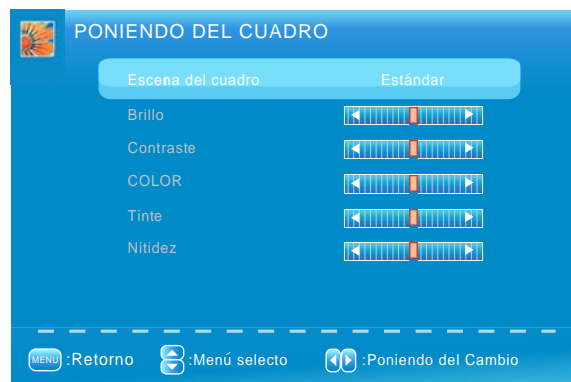 PONIENDO DEL CUADRO
Escena del cuadro Estándar
Brillo
Contraste
COLOR
Tinte
Nitidez
MENU :Retorno :Menú selecto :Poniendo del Cambio